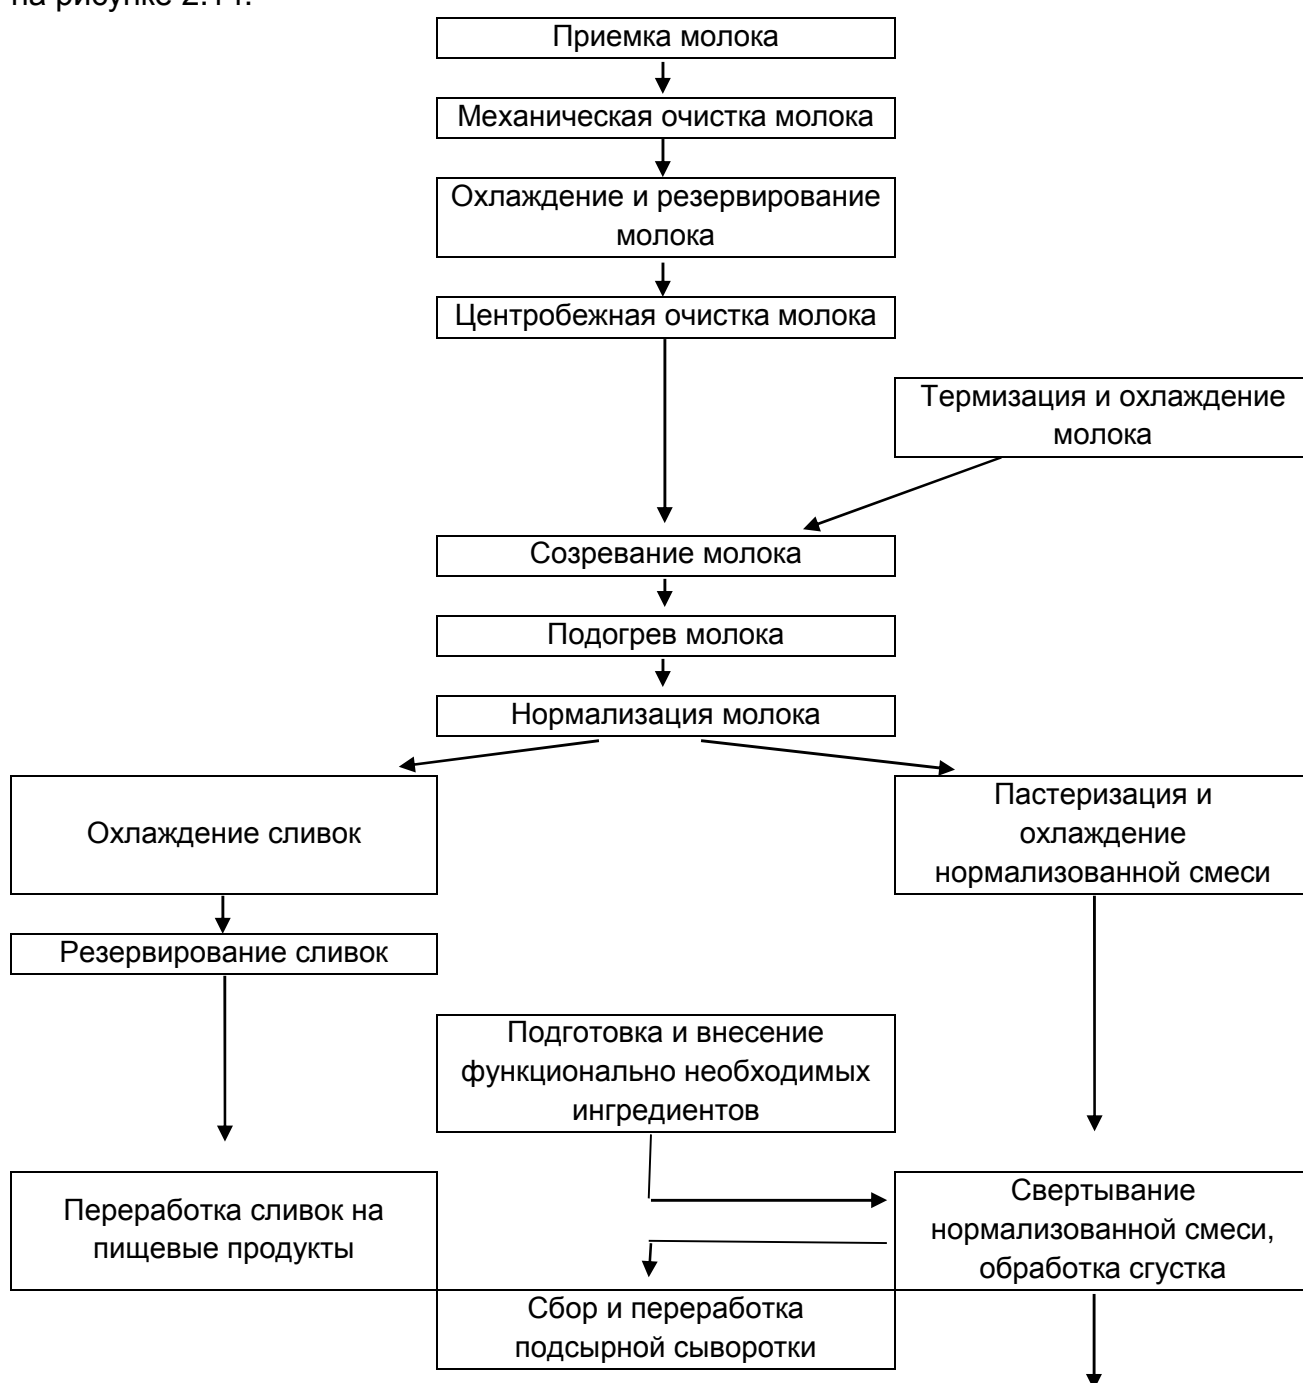 на рисунке 2.11.
Приемка молока
Механическая очистка молока
Охлаждение и резервирование
молока
Центробежная очистка молока
Термизация и охлаждение
молока
Созревание молока
Подогрев молока
Нормализация молока
Охлаждение сливок
Пастеризация и
охлаждение
нормализованной смеси
Резервирование сливок
Подготовка и внесение
функционально необходимых
ингредиентов
Переработка сливок на
пищевые продукты
Свертывание
нормализованной смеси,
обработка сгустка
Сбор и переработка
подсырной сыворотки